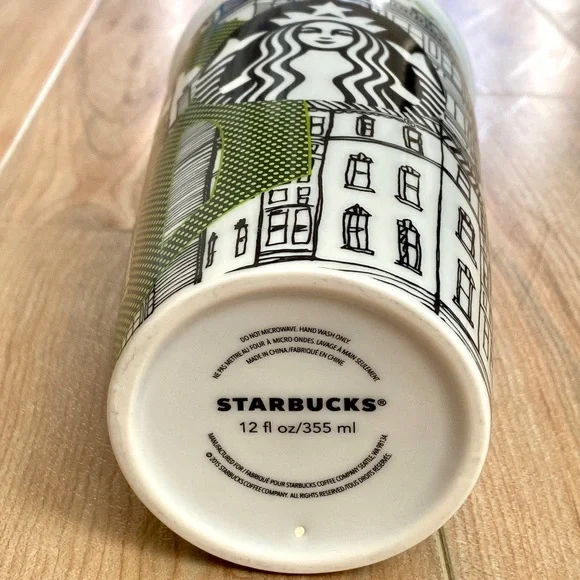 DO NOT MICROWAVE. HAND WASH ONLY.
NE PAS METTRE AU FOUR À MICRO-ONDES. LAVAGE À MAIN SEULEMENT
MADE IN CHINA/FABRIQUÉ EN CHINE.
STARBUCKS®
12 fl oz/355 ml
MANUFACTURED FOR / FABRIQUÉ POUR STARBUCKS COFFEE COMPANY SEATTLE, WA 98134
© 2015 STARBUCKS COFFEE COMPANY. ALL RIGHTS RESERVED./TOUS DROITS RÉSERVÉS.